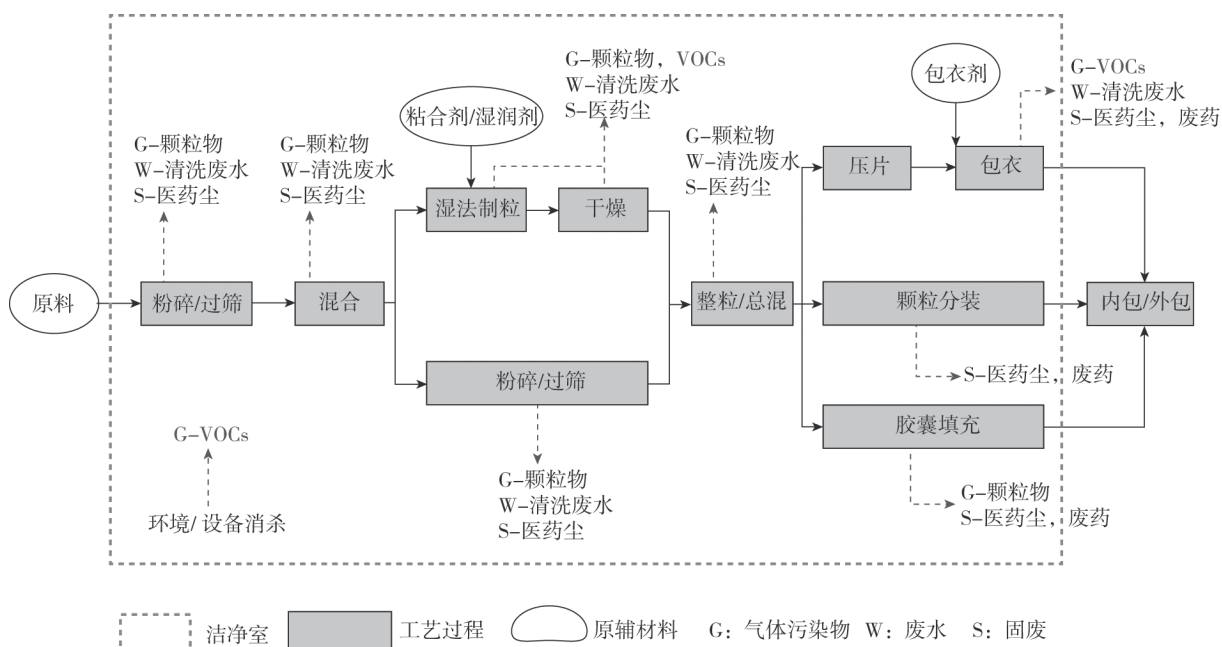 G–颗粒物，VOCs
W–清洗废水
S–医药尘
包衣剂
G–VOCs
W–清洗废水
S–医药尘，废药
粘合剂/湿润剂
G–颗粒物
W–清洗废水
S–医药尘
G–颗粒物
W–清洗废水
S–医药尘
G–颗粒物
W–清洗废水
S–医药尘
压片
包衣
湿法制粒
干燥
原料
粉碎/过筛
混合
整粒/总混
颗粒分装
内包/外包
粉碎/过筛
S–医药尘，废药
胶囊填充
G–VOCs
G–颗粒物
W–清洗废水
S–医药尘
G–颗粒物
S–医药尘，废药
环境/ 设备消杀
洁净室
工艺过程
原辅材料
G：气体污染物
W：废水
S：固废